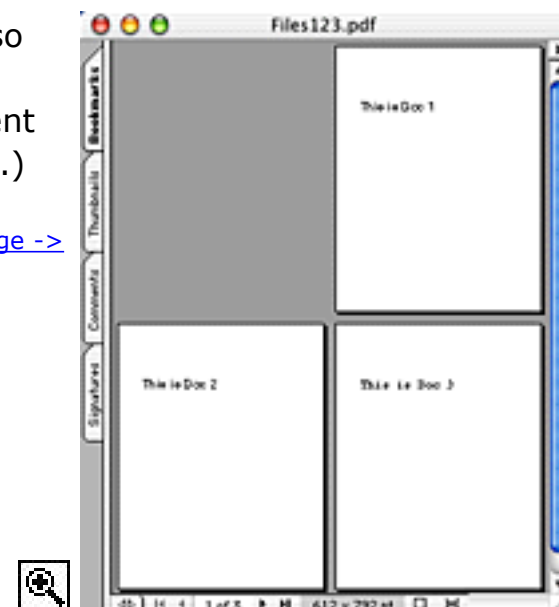 so
ent
.)
ge ->
Files123.pdf
Bookmarks
Thumbnails
Comments
Signatures
This is Doc 1
This is Doc 2
This is Doc 3
1 of 3 612 x 792 pt